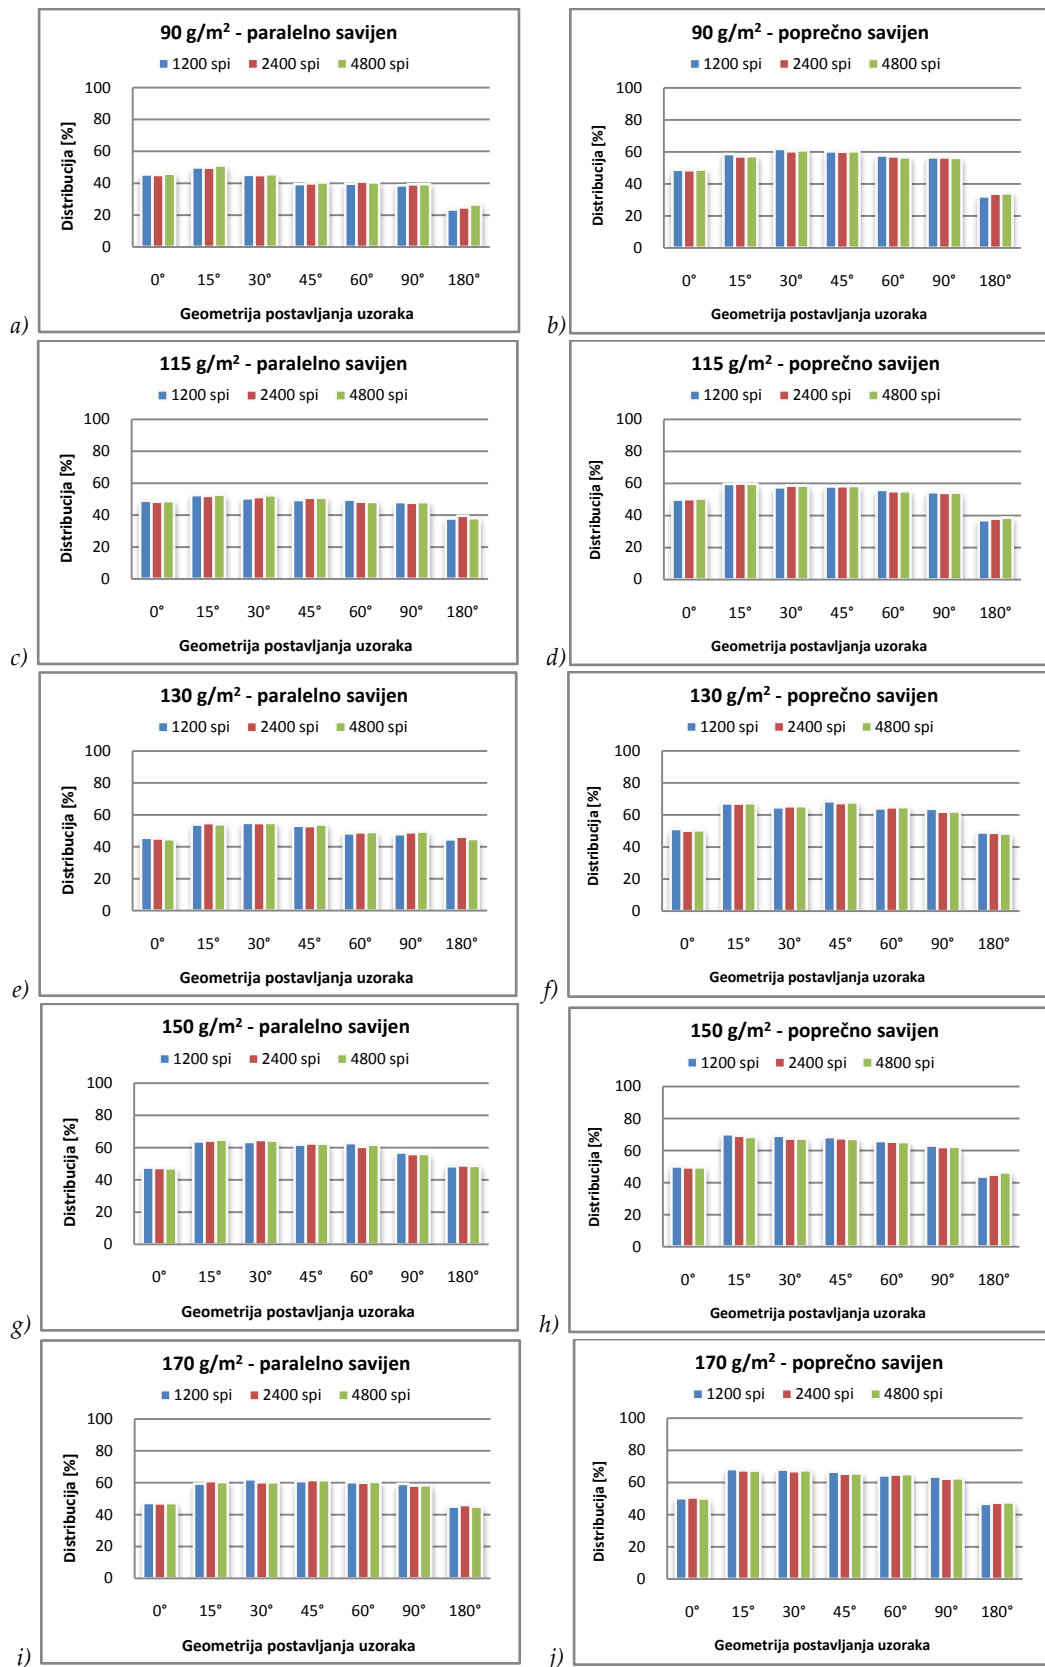 90 g/m² - paralelno savijen
1200 spi 2400 spi 4800 spi
100
80
60
40
20
0
Distribucija [%]
0° 15° 30° 45° 60° 90° 180°
Geometrija postavljanja uzoraka
a)
90 g/m² - poprečno savijen
1200 spi 2400 spi 4800 spi
100
80
60
40
20
0
Distribucija [%]
0° 15° 30° 45° 60° 90° 180°
Geometrija postavljanja uzoraka
b)
115 g/m² - paralelno savijen
1200 spi 2400 spi 4800 spi
100
80
60
40
20
0
Distribucija [%]
0° 15° 30° 45° 60° 90° 180°
Geometrija postavljanja uzoraka
c)
115 g/m² - poprečno savijen
1200 spi 2400 spi 4800 spi
100
80
60
40
20
0
Distribucija [%]
0° 15° 30° 45° 60° 90° 180°
Geometrija postavljanja uzoraka
d)
130 g/m² - paralelno savijen
1200 spi 2400 spi 4800 spi
100
80
60
40
20
0
Distribucija [%]
0° 15° 30° 45° 60° 90° 180°
Geometrija postavljanja uzoraka
e)
130 g/m² - poprečno savijen
1200 spi 2400 spi 4800 spi
100
80
60
40
20
0
Distribucija [%]
0° 15° 30° 45° 60° 90° 180°
Geometrija postavljanja uzoraka
f)
150 g/m² - paralelno savijen
1200 spi 2400 spi 4800 spi
100
80
60
40
20
0
Distribucija [%]
0° 15° 30° 45° 60° 90° 180°
Geometrija postavljanja uzoraka
g)
150 g/m² - poprečno savijen
1200 spi 2400 spi 4800 spi
100
80
60
40
20
0
Distribucija [%]
0° 15° 30° 45° 60° 90° 180°
Geometrija postavljanja uzoraka
h)
170 g/m² - paralelno savijen
1200 spi 2400 spi 4800 spi
100
80
60
40
20
0
Distribucija [%]
0° 15° 30° 45° 60° 90° 180°
Geometrija postavljanja uzoraka
i)
170 g/m² - poprečno savijen
1200 spi 2400 spi 4800 spi
100
80
60
40
20
0
Distribucija [%]
0° 15° 30° 45° 60° 90° 180°
Geometrija postavljanja uzoraka
j)